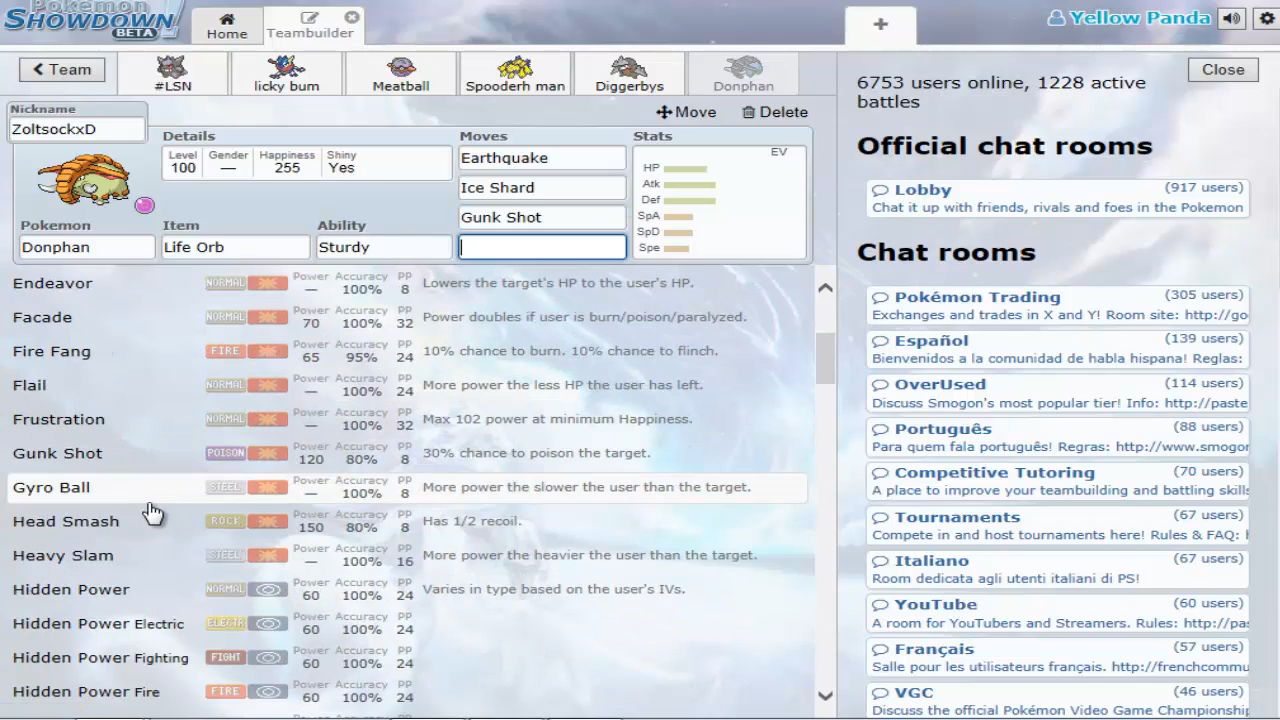 Pokémon
SHOWDOWN
BETA
Home
Teambuilder
+
Yellow Panda
Team
#LSN
licky bum
Meatball
Spooderh man
Diggerbys
Donphan
Nickname
ZoltsockxD
Move
Delete
Details
Level
100
Gender
—
Happiness
255
Shiny
Yes
Pokemon
Donphan
Item
Life Orb
Ability
Sturdy
Moves
Earthquake
Ice Shard
Gunk Shot
Stats
EV
HP
Atk
Def
SpA
SpD
Spe
Endeavor NORMAL Power — Accuracy 100% PP 8 Lowers the target's HP to the user's HP.
Facade NORMAL Power 70 Accuracy 100% PP 32 Power doubles if user is burn/poison/paralyzed.
Fire Fang FIRE Power 65 Accuracy 95% PP 24 10% chance to burn. 10% chance to flinch.
Flail NORMAL Power — Accuracy 100% PP 24 More power the less HP the user has left.
Frustration NORMAL Power — Accuracy 100% PP 32 Max 102 power at minimum Happiness.
Gunk Shot POISON Power 120 Accuracy 80% PP 8 30% chance to poison the target.
Gyro Ball STEEL Power — Accuracy 100% PP 8 More power the slower the user than the target.
Head Smash ROCK Power 150 Accuracy 80% PP 8 Has 1/2 recoil.
Heavy Slam STEEL Power — Accuracy 100% PP 16 More power the heavier the user than the target.
Hidden Power NORMAL Power 60 Accuracy 100% PP 24 Varies in type based on the user's IVs.
Hidden Power Electric ELECTR Power 60 Accuracy 100% PP 24
Hidden Power Fighting FIGHT Power 60 Accuracy 100% PP 24
Hidden Power Fire FIRE Power 60 Accuracy 100% PP 24
6753 users online, 1228 active
battles
Close
Official chat rooms
Lobby (917 users)
Chat it up with friends, rivals and foes in the Pokemon
Chat rooms
Pokémon Trading (305 users)
Exchanges and trades in X and Y! Room site: http://go
Español (139 users)
Bienvenidos a la comunidad de habla hispana! Reglas:
OverUsed (114 users)
Discuss Smogon's most popular tier! Info: http://paste
Português (88 users)
Para quem fala português! Regras: http://www.smogor
Competitive Tutoring (70 users)
A place to improve your teambuilding and battling skills
Tournaments (67 users)
Compete in and host tournaments here! Rules & FAQ: h
Italiano (67 users)
Room dedicata agli utenti italiani di PS!
YouTube (60 users)
A room for YouTubers and Streamers. Rules: http://pas
Français (57 users)
Salle pour les utilisateurs français. http://frenchcommu
VGC (46 users)
Discuss the official Pokémon Video Game Championship